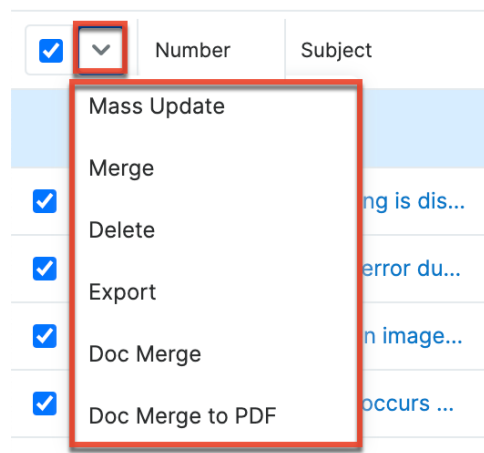 Number Subject
Mass Update
Merge
ng is dis...
Delete
error du...
Export
n image...
Doc Merge
occurs ...
Doc Merge to PDF